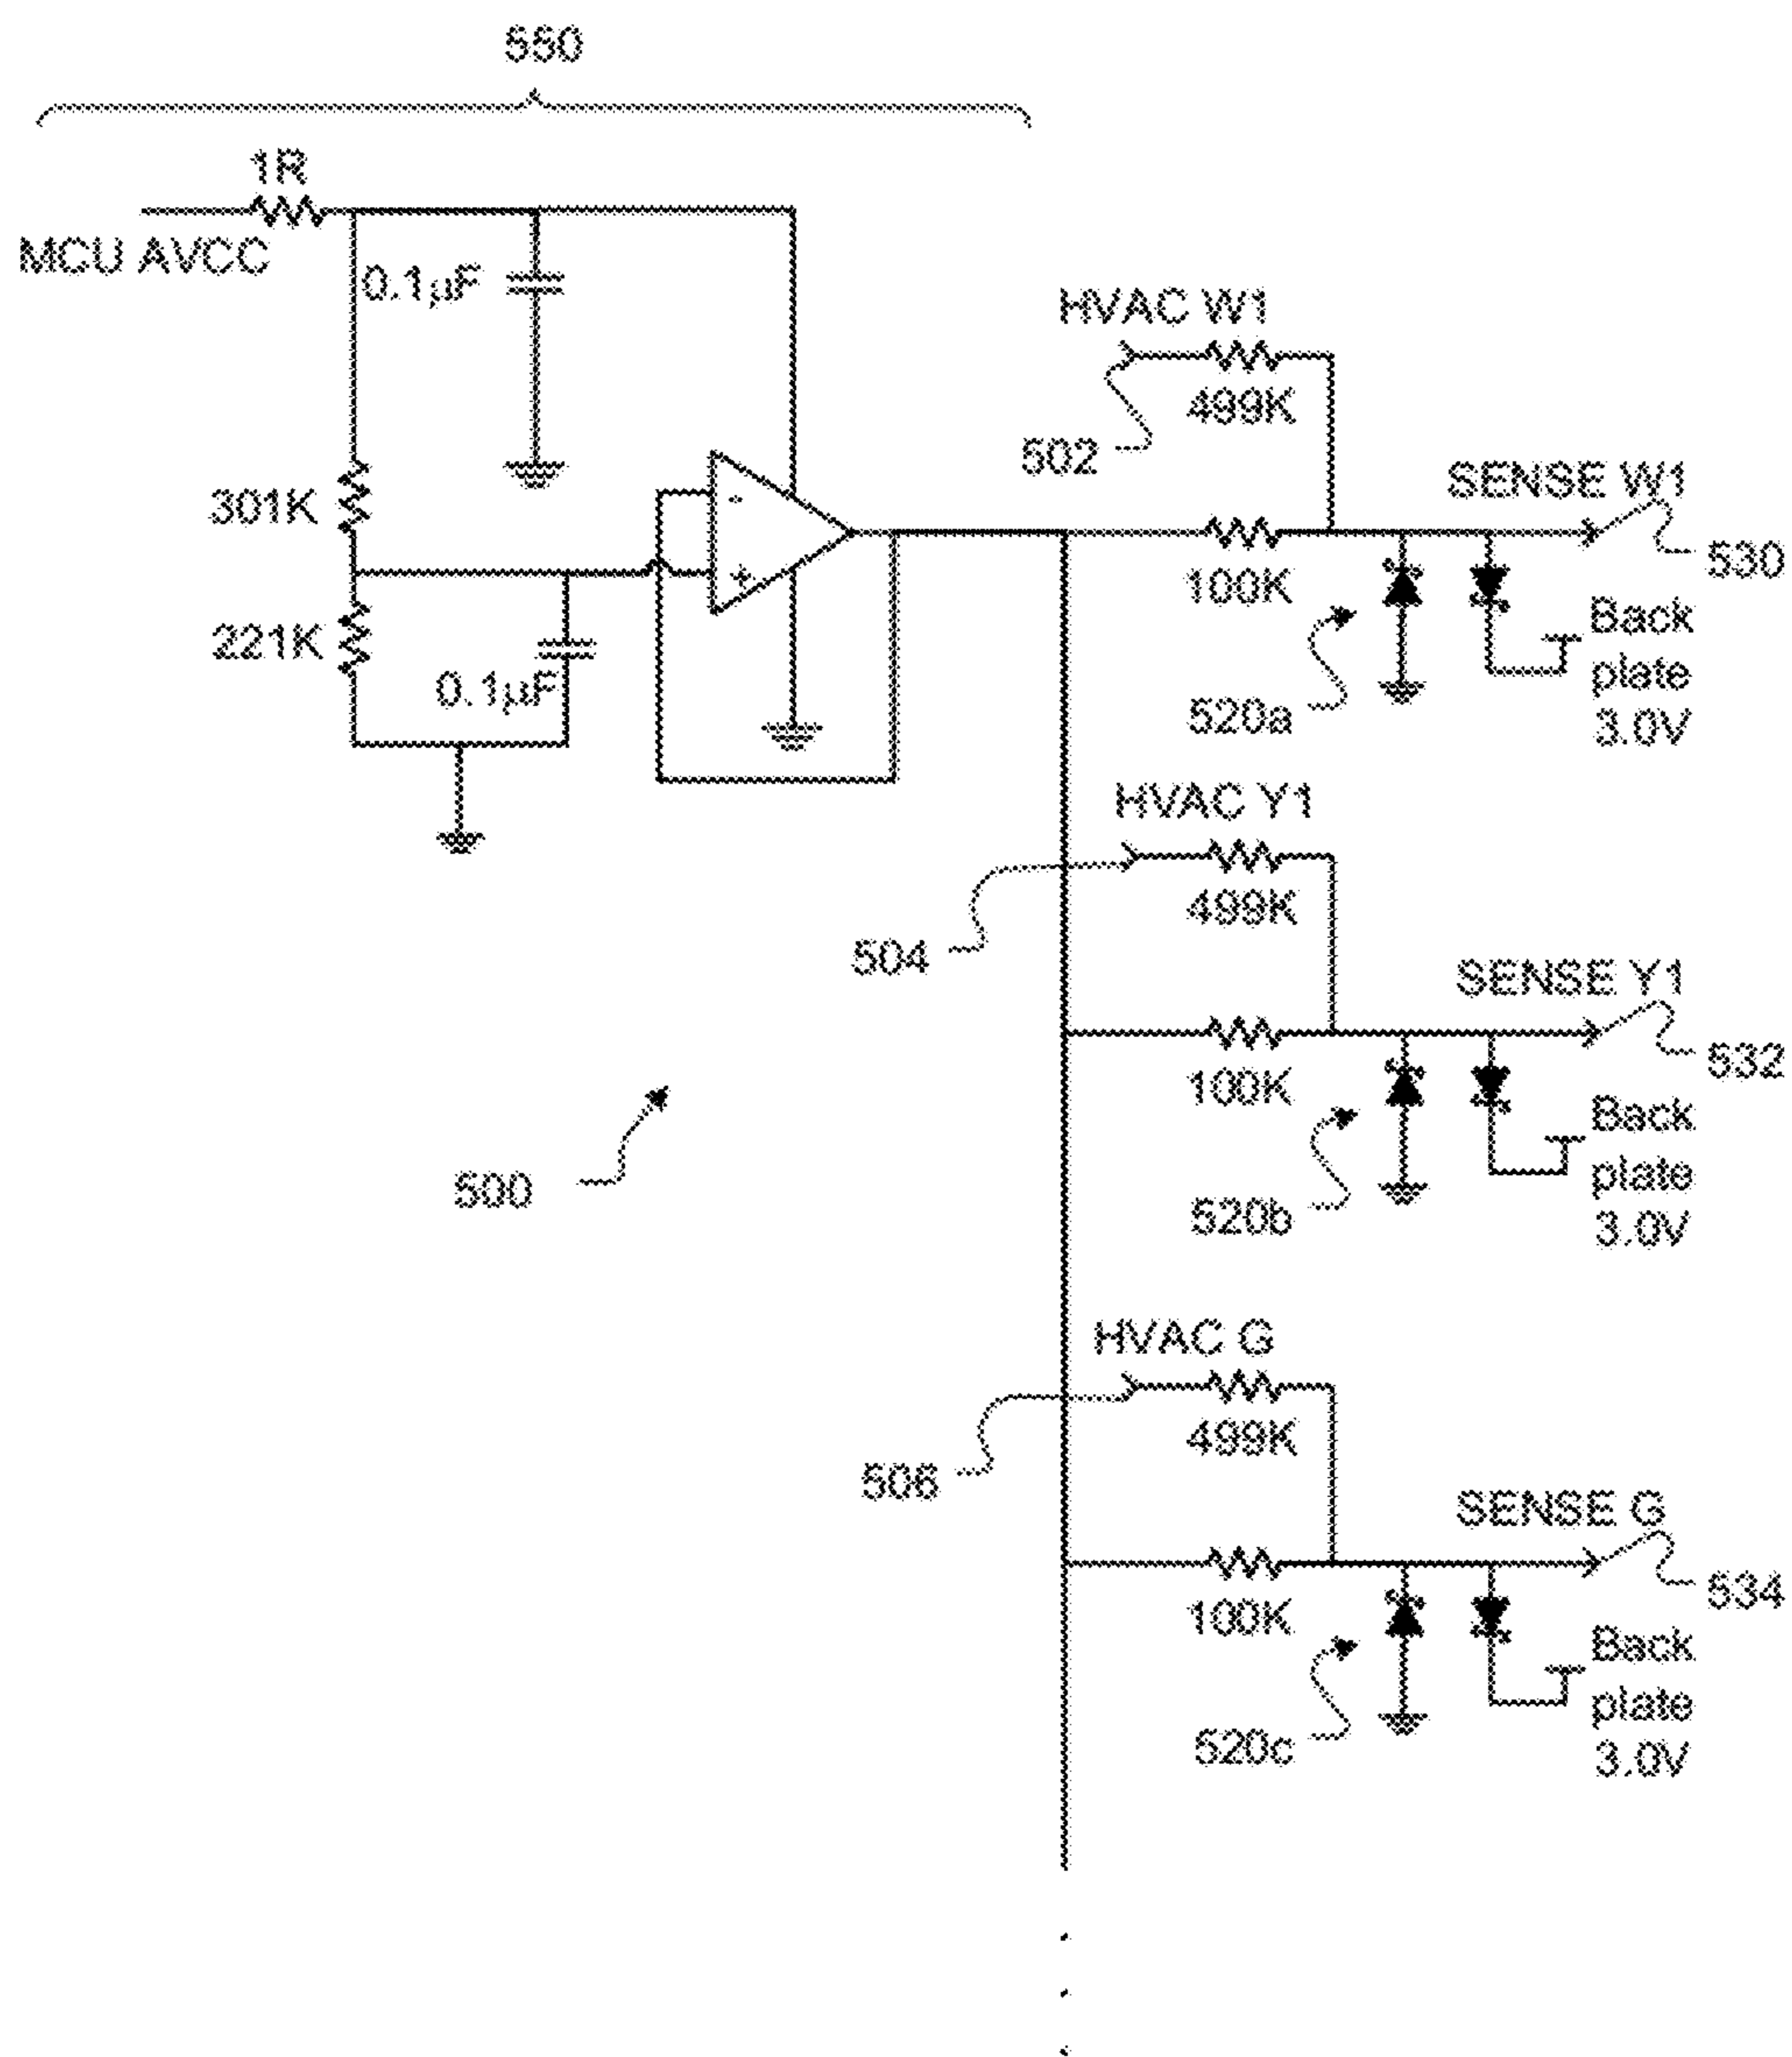 550
1R
MCU AVCC
0.1µF
HVAC W1
499K
502
SENSE W1
301K
-
+
530
100K
221K
0.1µF
Back
plate
3.0V
520a
HVAC Y1
499K
504
SENSE Y1
532
100K
Back
plate
3.0V
500
520b
HVAC G
499K
506
SENSE G
534
100K
Back
plate
3.0V
520c